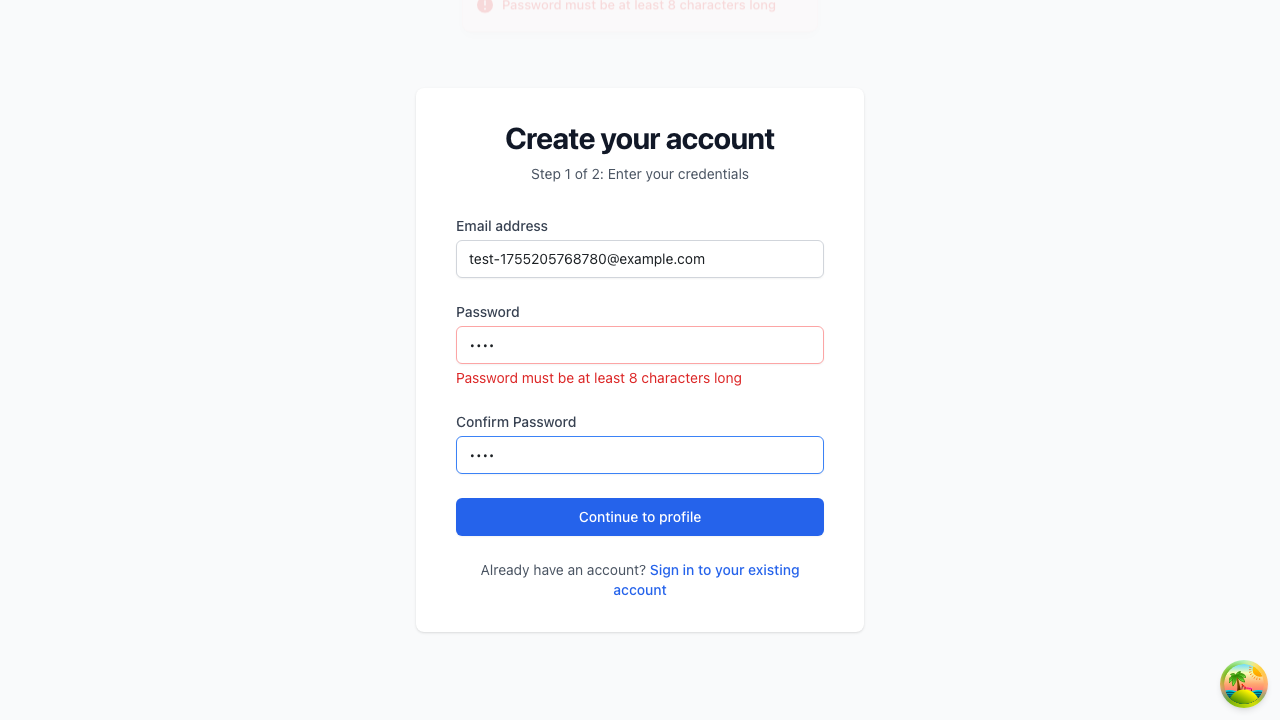 Password must be at least 8 characters long
Create your account
Step 1 of 2: Enter your credentials
Email address
test-1755205768780@example.com
Password
••••
Password must be at least 8 characters long
Confirm Password
••••
Continue to profile
Already have an account? Sign in to your existing
account